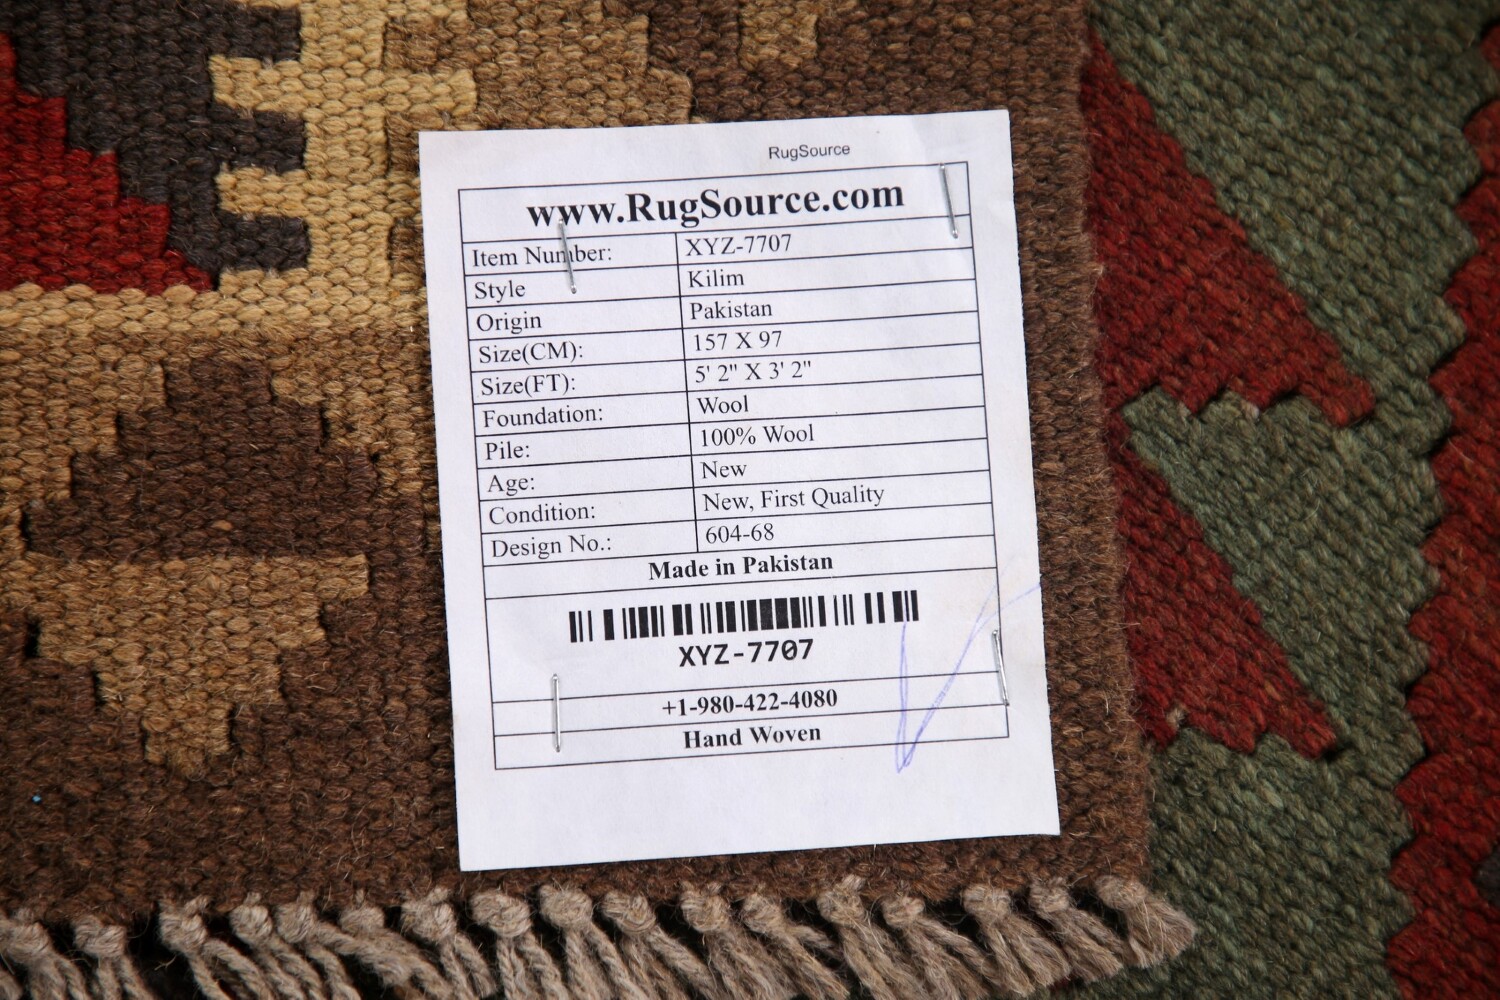 RugSource
www.RugSource.com
Item Number: XYZ-7707
Style Kilim
Origin Pakistan
Size(CM): 157 X 97
Size(FT): 5' 2" X 3' 2"
Foundation: Wool
Pile: 100% Wool
Age: New
Condition: New, First Quality
Design No.: 604-68
Made in Pakistan
XYZ-7707
+1-980-422-4080
Hand Woven